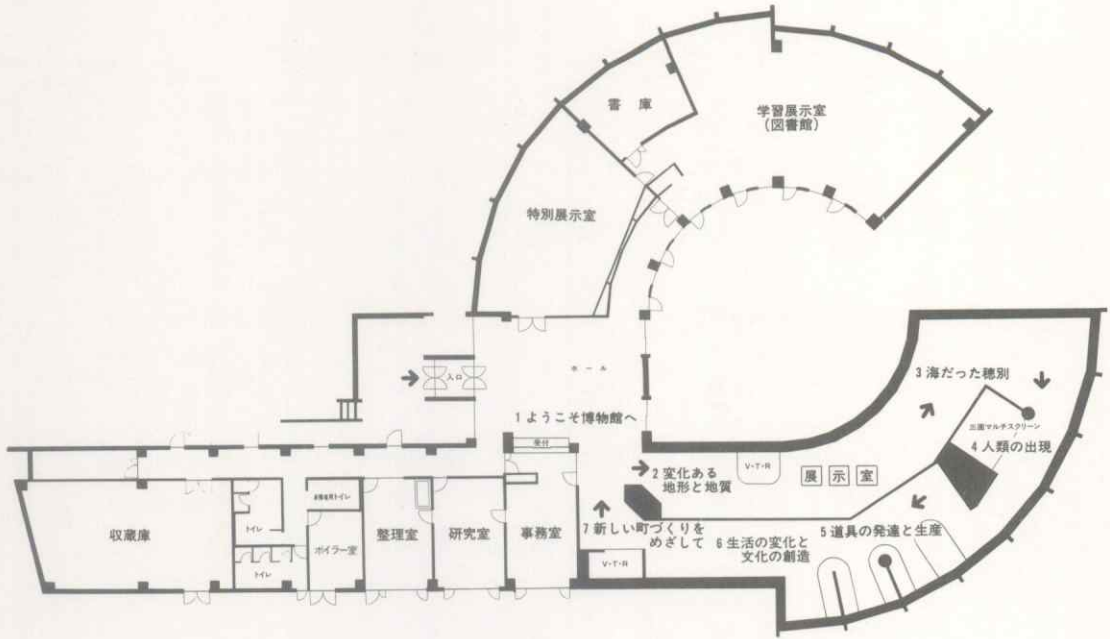 書庫
学習展示室
(図書館)
特別展示室
入口
ホール
1 ようこそ博物館へ
受付
3 海だった穂別
三面マルチスクリーン
4 人類の出現
V・T・R
展示室
2 変化ある
地形と地質
5 道具の発達と生産
7 新しい町づくりを
めざして
6 生活の変化と
文化の創造
V・T・R
収蔵庫
トイレ
トイレ
ボイラー室
整理室
研究室
事務室